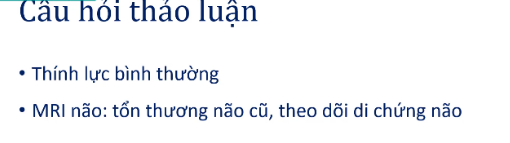 Câu hỏi thảo luận
• Thính lực bình thường
• MRI não: tổn thương não cũ, theo dõi di chứng não